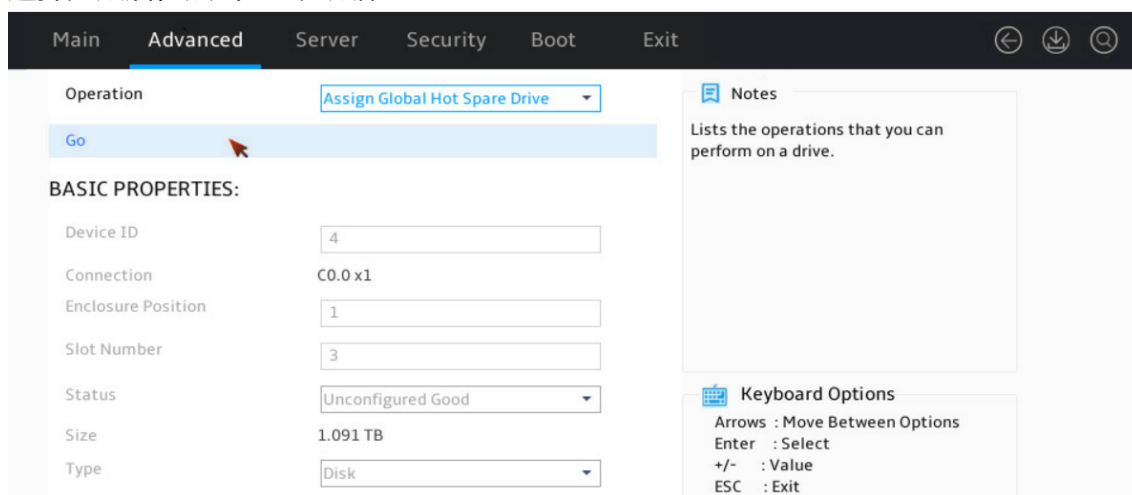 Main Advanced Server Security Boot Exit
Operation Assign Global Hot Spare Drive
Go
BASIC PROPERTIES:
Device ID 4
Connection C0.0 x1
Enclosure Position 1
Slot Number 3
Status Unconfigured Good
Size 1.091 TB
Type Disk
Notes
Lists the operations that you can
perform on a drive.
Keyboard Options
Arrows : Move Between Options
Enter : Select
+/- : Value
ESC : Exit